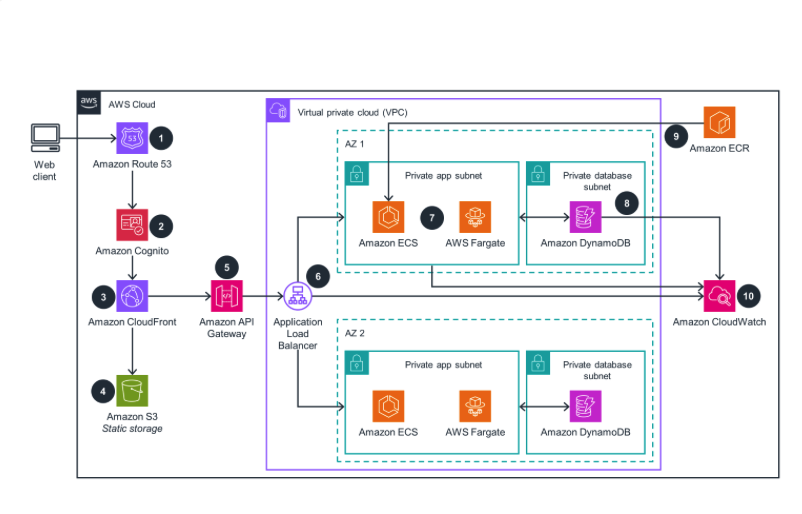 aws
AWS Cloud
Virtual private cloud (VPC)
Web
client
53
1
Amazon Route 53
2
Amazon Cognito
3
Amazon CloudFront
4
Amazon S3
Static storage
5
Amazon API
Gateway
6
Application
Load
Balancer
AZ 1
Private app subnet
Amazon ECS
7
AWS Fargate
Private database
subnet
8
Amazon DynamoDB
9
Amazon ECR
10
Amazon CloudWatch
AZ 2
Private app subnet
Amazon ECS
AWS Fargate
Private database
subnet
Amazon DynamoDB